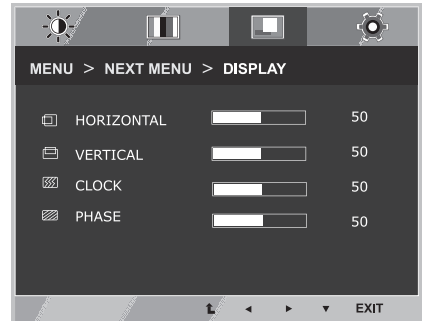 MENU > NEXT MENU > DISPLAY
HORIZONTAL 50
VERTICAL 50
CLOCK 50
PHASE 50
EXIT